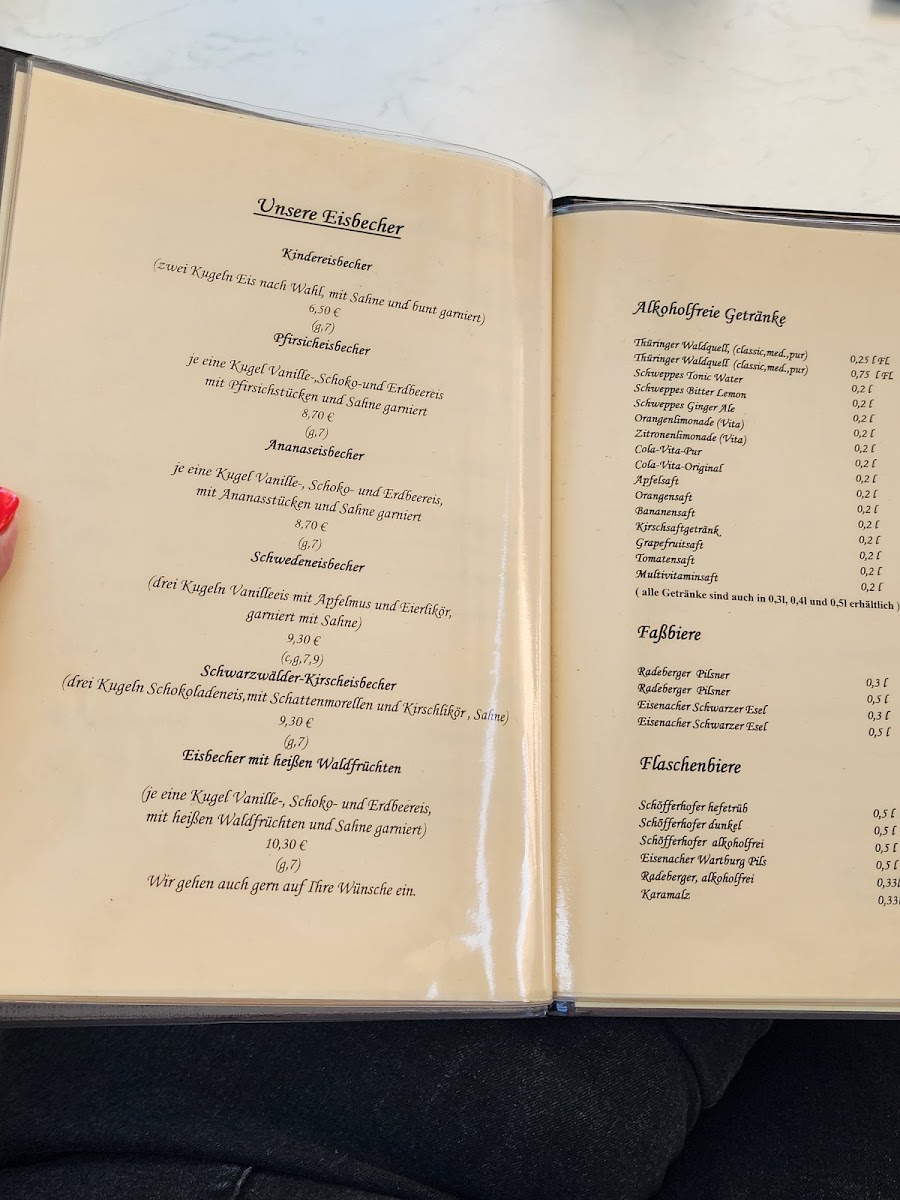 Unsere Eisbecher
Kindereisbecher
(zwei Kugeln Eis nach Wahl, mit Sahne und bunt garniert)
6,50 €
(g,7)
Pfirsicheisbecher
je eine Kugel Vanille-,Schoko-und Erdbeereis
mit Pfirsichstücken und Sahne garniert
8,70 €
(g,7)
Ananaseisbecher
je eine Kugel Vanille-, Schoko- und Erdbeereis,
mit Ananasstücken und Sahne garniert
8,70 €
(g,7)
Schwedeneisbecher
(drei Kugeln Vanilleeis mit Apfelmus und Eierlikör,
garniert mit Sahne)
9,30 €
(c,g,7,9)
Schwarzwälder-Kirscheisbecher
(drei Kugeln Schokoladeneis,mit Schattenmorellen und Kirschlikör , Sahne)
9,30 €
(g,7)
Eisbecher mit heißen Waldfrüchten
(je eine Kugel Vanille-, Schoko- und Erdbeereis,
mit heißen Waldfrüchten und Sahne garniert)
10,30 €
(g,7)
Wir gehen auch gern auf Ihre Wünsche ein.
Alkoholfreie Getränke
Thüringer Waldquell, (classic,med.,pur) 0,25 l FL
Thüringer Waldquell (classic,med.,pur) 0,75 l FL
Schweppes Tonic Water 0,2 l
Schweppes Bitter Lemon 0,2 l
Schweppes Ginger Ale 0,2 l
Orangenlimonade (Vita) 0,2 l
Zitronenlimonade (Vita) 0,2 l
Cola-Vita-Pur 0,2 l
Cola-Vita-Original 0,2 l
Apfelsaft 0,2 l
Orangensaft 0,2 l
Bananensaft 0,2 l
Kirschsaftgetränk 0,2 l
Grapefruitsaft 0,2 l
Tomatensaft 0,2 l
Multivitaminsaft 0,2 l
( alle Getränke sind auch in 0,3l, 0,4l und 0,5l erhältlich )
Faßbiere
Radeberger Pilsner 0,3 l
Radeberger Pilsner 0,5 l
Eisenacher Schwarzer Esel 0,3 l
Eisenacher Schwarzer Esel 0,5 l
Flaschenbiere
Schöfferhofer hefetrüb 0,5 l
Schöfferhofer dunkel 0,5 l
Schöfferhofer alkoholfrei 0,5 l
Eisenacher Wartburg Pils 0,5 l
Radeberger, alkoholfrei 0,33l
Karamalz 0,33l